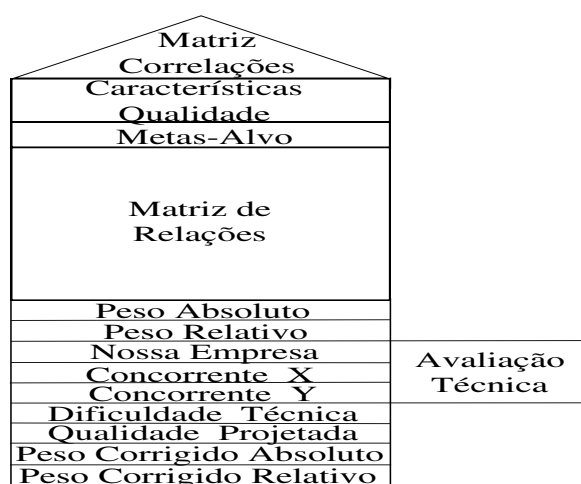 Matriz
Correlações
Características
Qualidade
Metas-Alvo
Matriz de
Relações
Peso Absoluto
Peso Relativo
Nossa Empresa
Concorrente X
Concorrente Y
Avaliação
Técnica
Dificuldade Técnica
Qualidade Projetada
Peso Corrigido Absoluto
Peso Corrigido Relativo